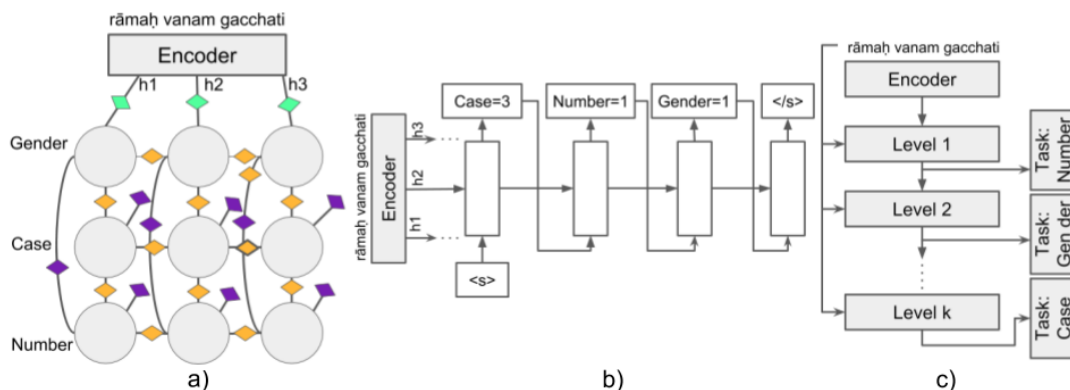 rāmaḥ vanam gacchati
Encoder
h1
h2
h3
Gender
Case
Number
a)
rāmaḥ vanam gacchati
Encoder
h3
h2
h1
Case=3
Number=1
Gender=1
</s>
<s>
b)
rāmaḥ vanam gacchati
Encoder
Level 1
Level 2
Level k
Task:
Number
Task:
Gen der
Task:
Case
c)